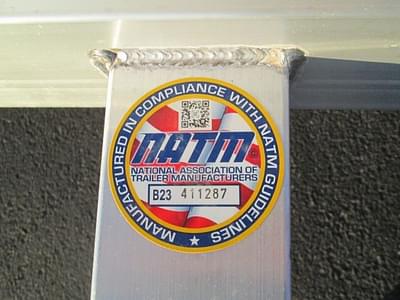 MANUFACTURED IN COMPLIANCE WITH NATM GUIDELINES
NATM
NATIONAL ASSOCIATION OF
TRAILER MANUFACTURERS
B23 411287